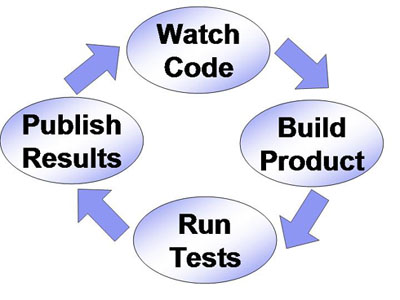 Watch
Code
Build
Product
Run
Tests
Publish
Results